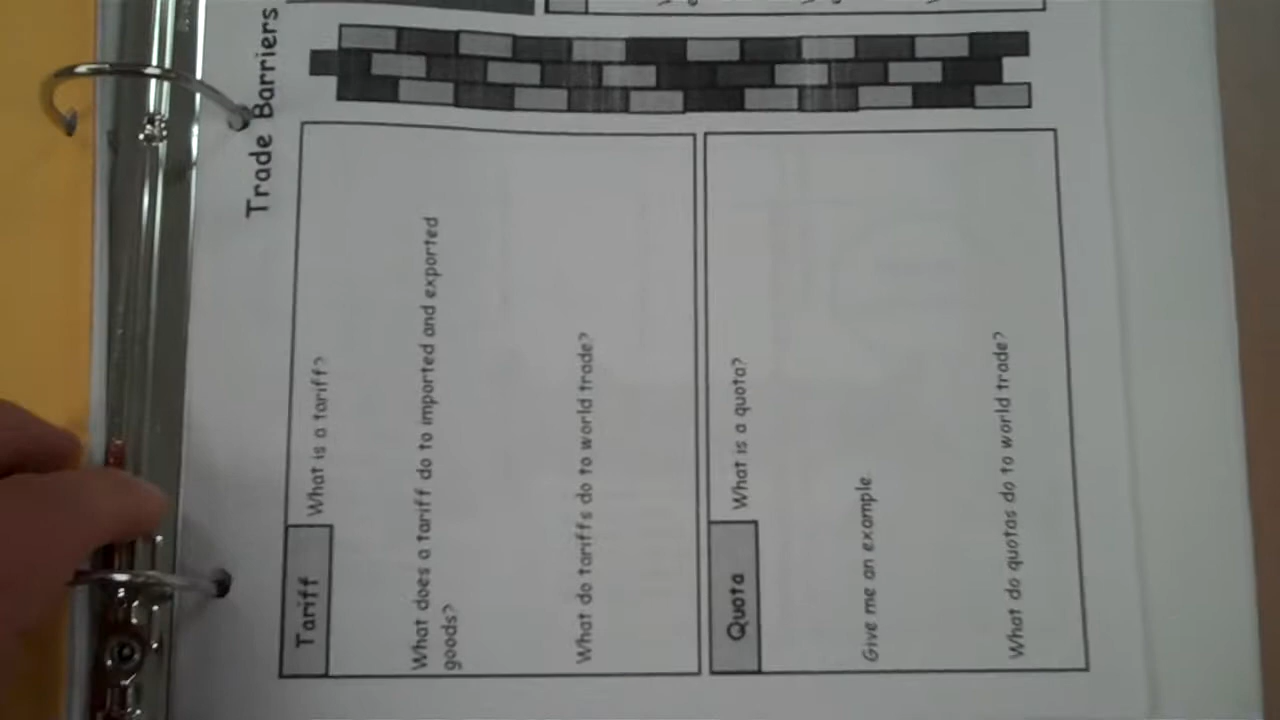 Trade Barriers
Tariff
What is a tariff?
What does a tariff do to imported and exported
goods?
What do tariffs do to world trade?
Quota
What is a quota?
Give me an example.
What do quotas do to world trade?